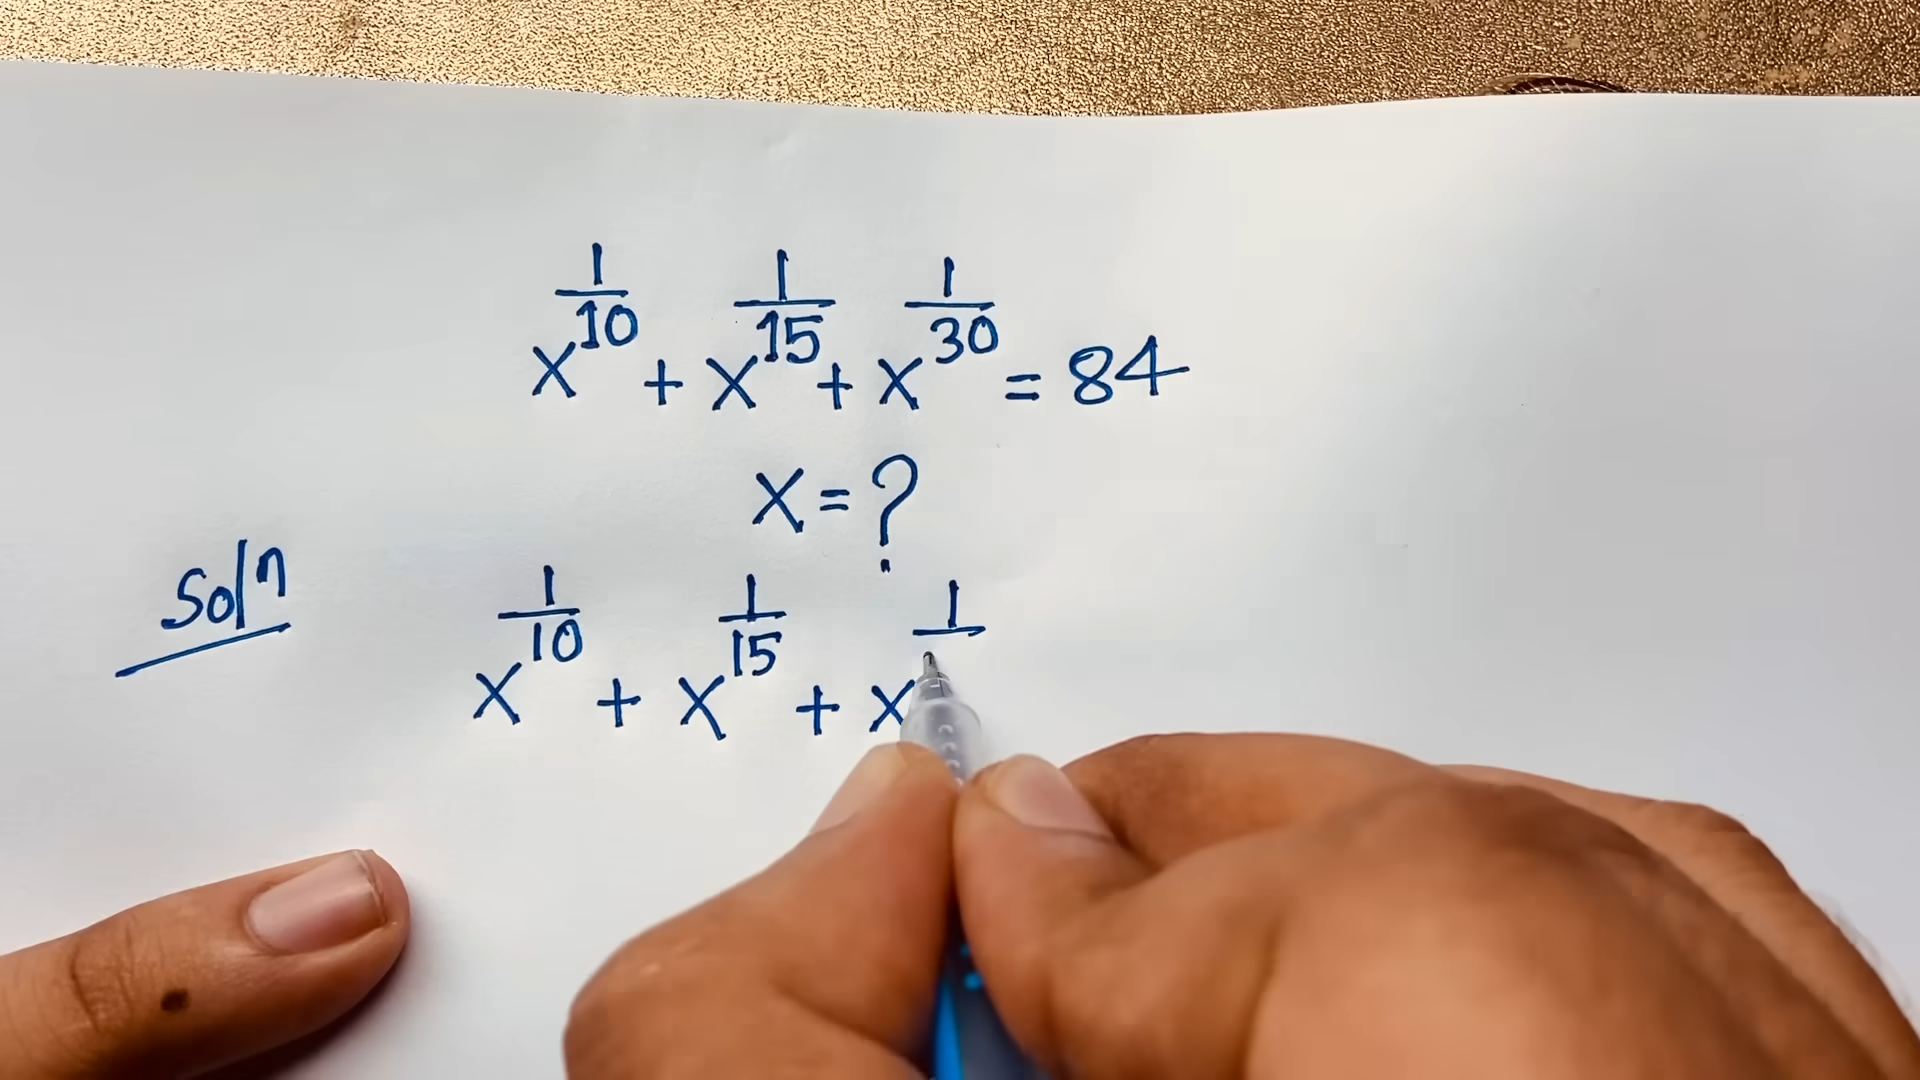 x^{1/10} + x^{1/15} + x^{1/30} = 84
x = ?
Soln
x^{1/10} + x^{1/15} + x^{1/